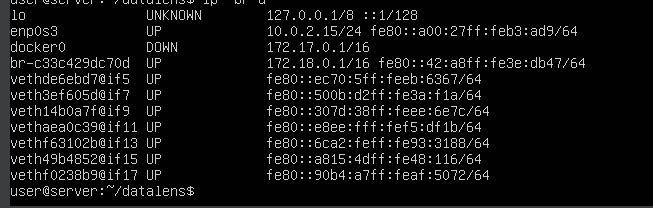 user@server:~/datalens$ ip -br a
lo UNKNOWN 127.0.0.1/8 ::1/128
enp0s3 UP 10.0.2.15/24 fe80::a00:27ff:feb3:ad9/64
docker0 DOWN 172.17.0.1/16
br-c33c429dc70d UP 172.18.0.1/16 fe80::42:a8ff:fe3e:db47/64
vethde6ebd7@if5 UP fe80::ec70:5ff:feeb:6367/64
veth3ef605d@if7 UP fe80::500b:d2ff:fe3a:f1a/64
veth14b0a7f@if9 UP fe80::307d:38ff:feee:6e7c/64
vethaea0c39@if11 UP fe80::e8ee:fff:fef5:df1b/64
vethf63102b@if13 UP fe80::6ca2:feff:fe93:3188/64
veth49b4852@if15 UP fe80::a815:4dff:fe48:116/64
vethf0238b9@if17 UP fe80::90b4:a7ff:feaf:5072/64
user@server:~/datalens$